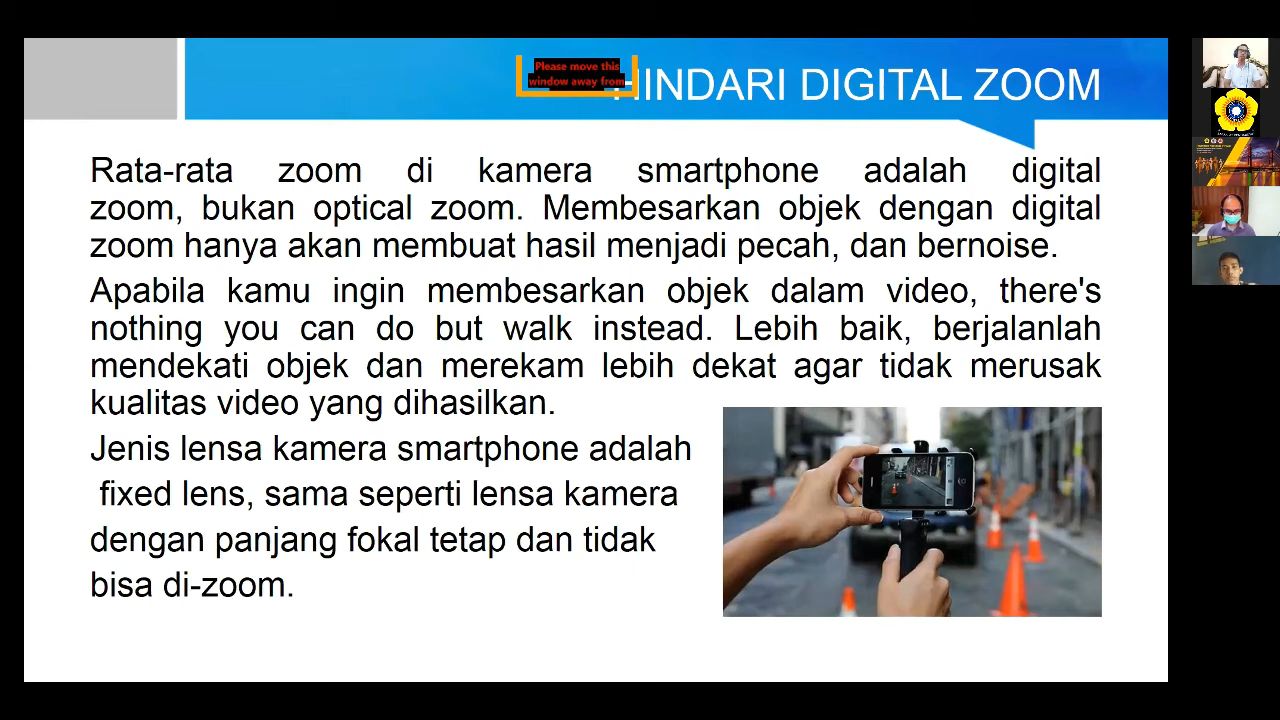 Please move this
window away from
HINDARI DIGITAL ZOOM
Rata-rata zoom di kamera smartphone adalah digital
zoom, bukan optical zoom. Membesarkan objek dengan digital
zoom hanya akan membuat hasil menjadi pecah, dan bernoise.
Apabila kamu ingin membesarkan objek dalam video, there's
nothing you can do but walk instead. Lebih baik, berjalanlah
mendekati objek dan merekam lebih dekat agar tidak merusak
kualitas video yang dihasilkan.
Jenis lensa kamera smartphone adalah
fixed lens, sama seperti lensa kamera
dengan panjang fokal tetap dan tidak
bisa di-zoom.